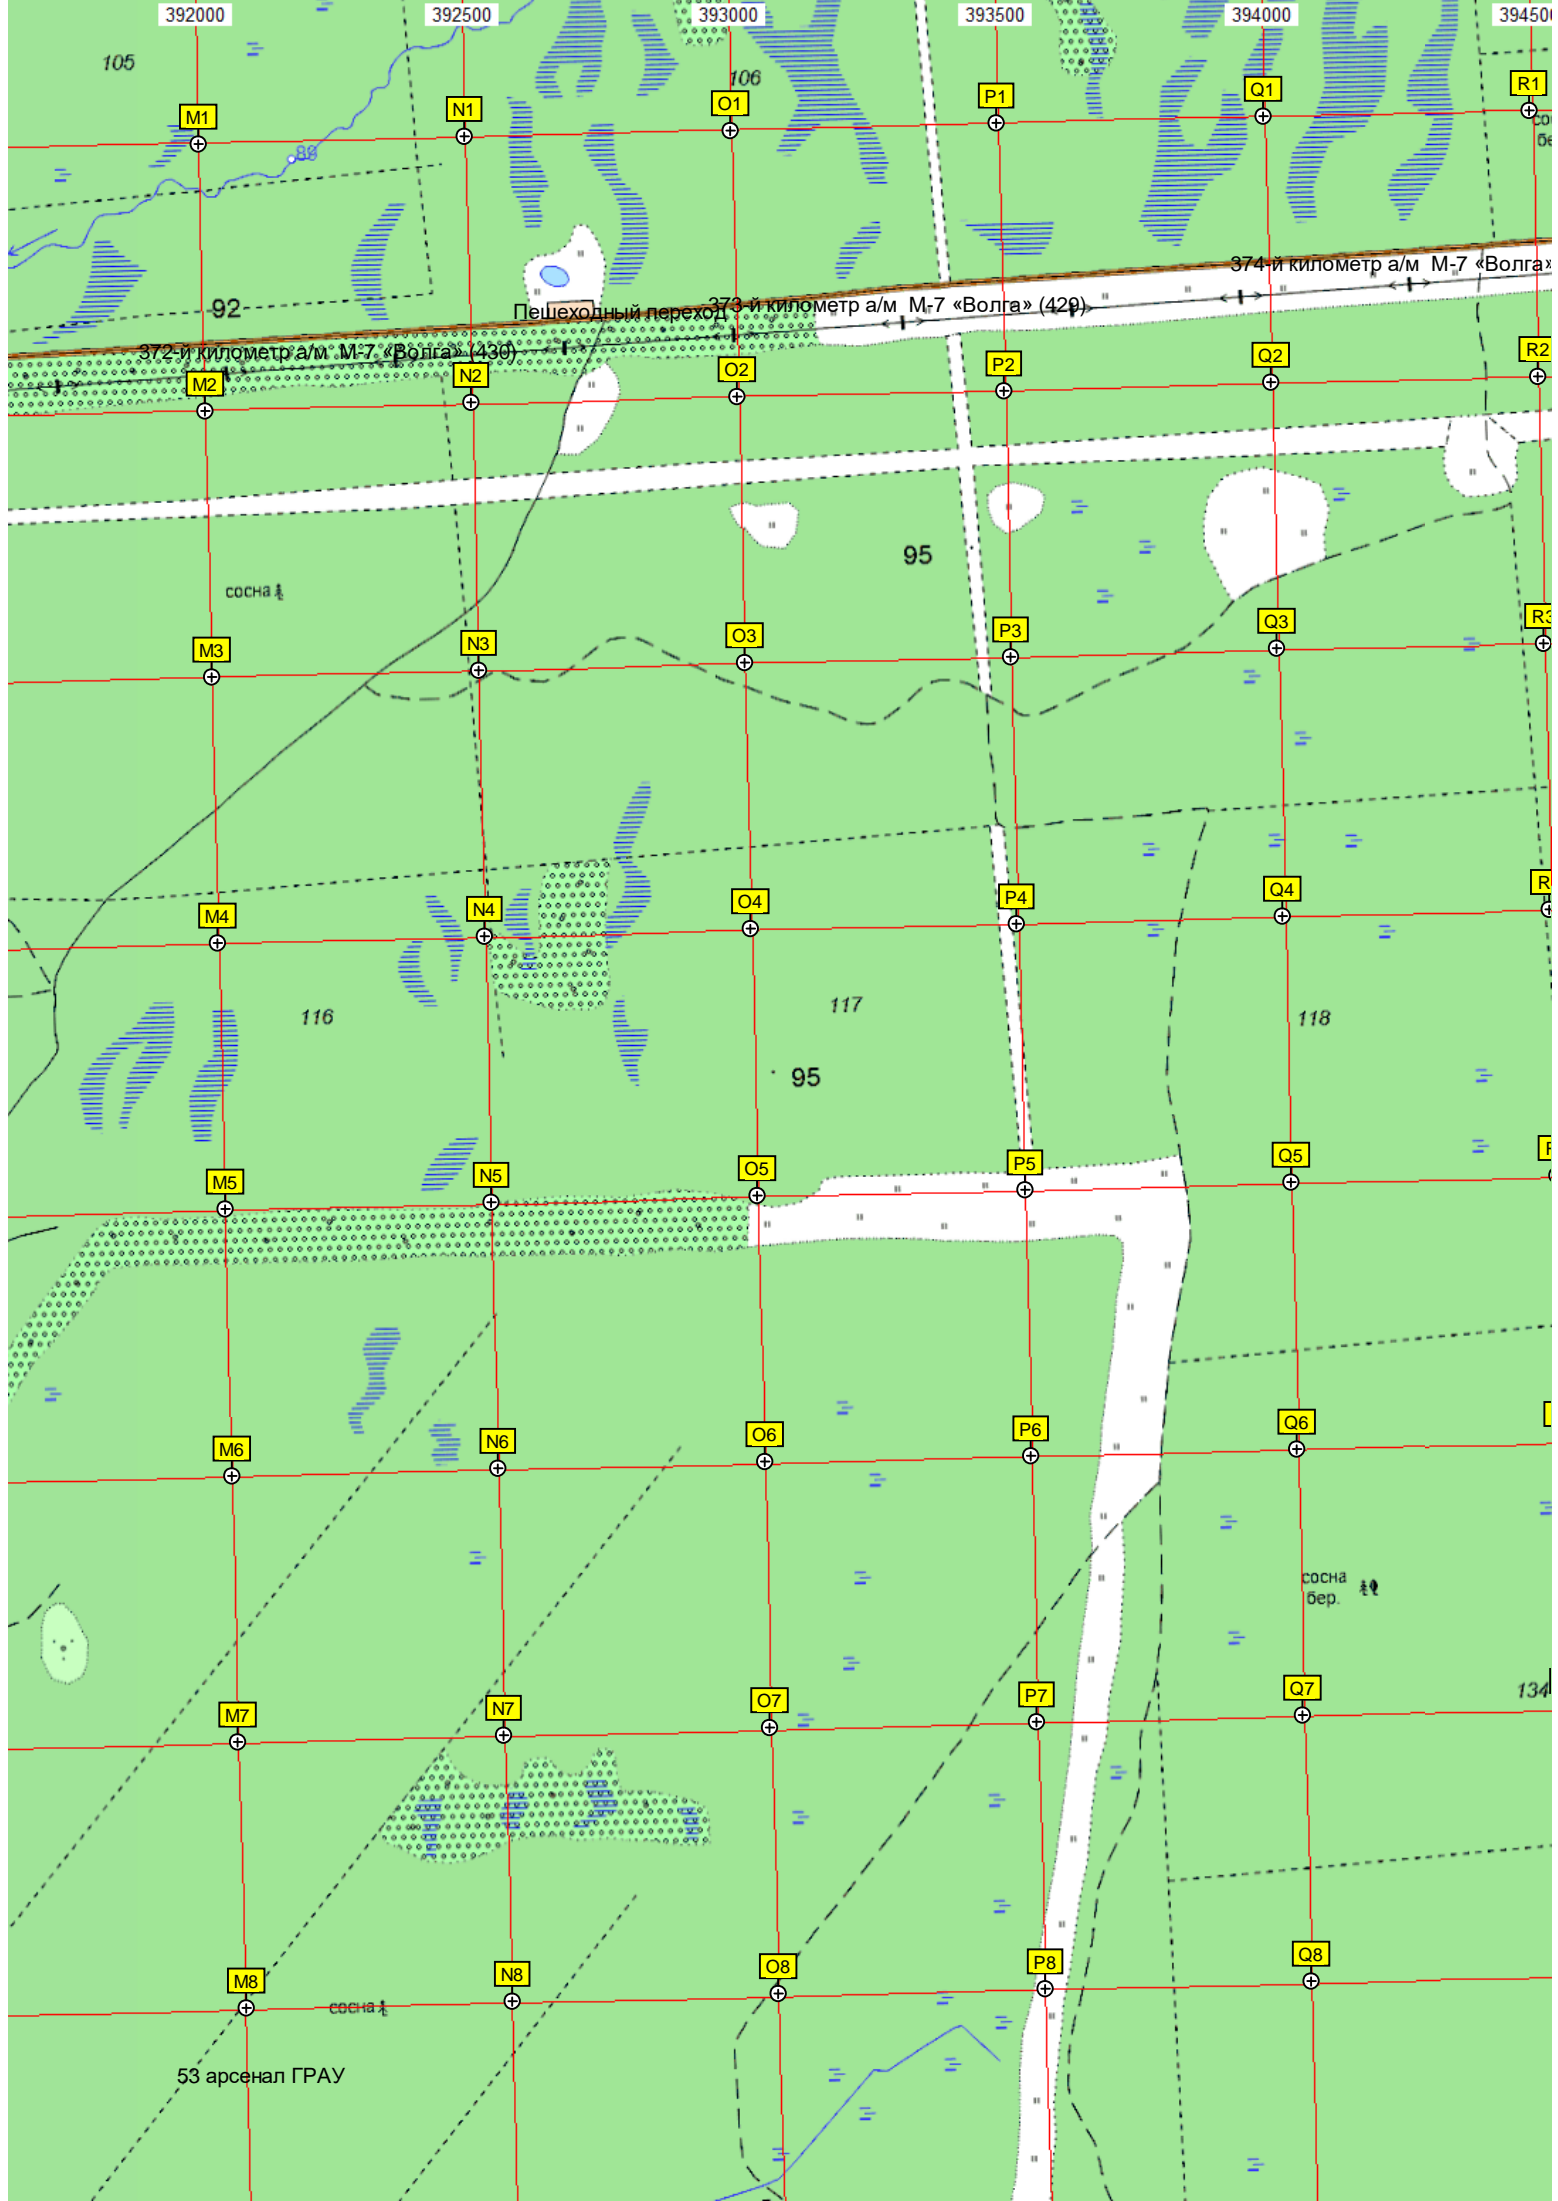 392000 392500 393000 393500 394000
105
106
M1 N1 O1 P1 Q1 R1
89
374-й километр а/м М-7 «Волга»
92
Пешеходный переход
373-й километр а/м М-7 «Волга» (429)
372-й километр а/м М-7 «Волга» (430)
M2 N2 O2 P2 Q2 R2
95
сосна
M3 N3 O3 P3 Q3 R3
M4 N4 O4 P4 Q4
116
117
118
95
M5 N5 O5 P5 Q5
M6 N6 O6 P6 Q6
сосна
бер.
134
M7 N7 O7 P7 Q7
M8 N8 O8 P8 Q8
сосна
53 арсенал ГРАУ